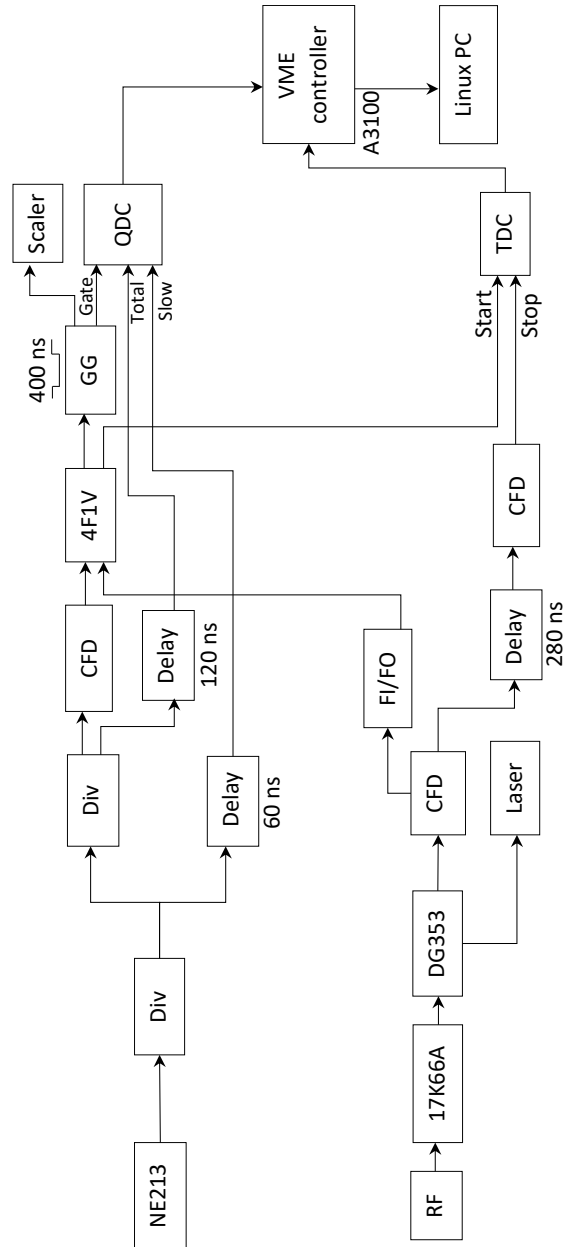 NE213
Div
Div
CFD
4F1V
400 ns
GG
Scaler
Gate
Total
Slow
QDC
Delay
120 ns
Delay
60 ns
VME
controller
A3100
Linux PC
RF
17K66A
DG353
CFD
Laser
FI/FO
Delay
280 ns
CFD
Start
Stop
TDC